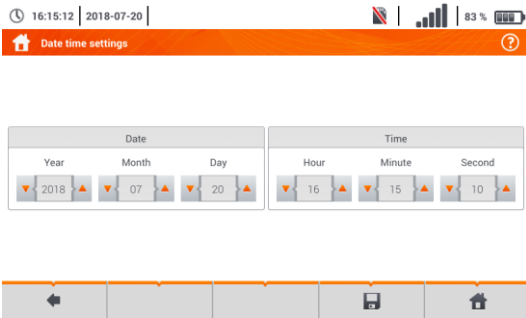 16:15:12 2018-07-20 83 %
Date time settings ?
Date Time
Year Month Day Hour Minute Second
2018 07 20 16 15 10